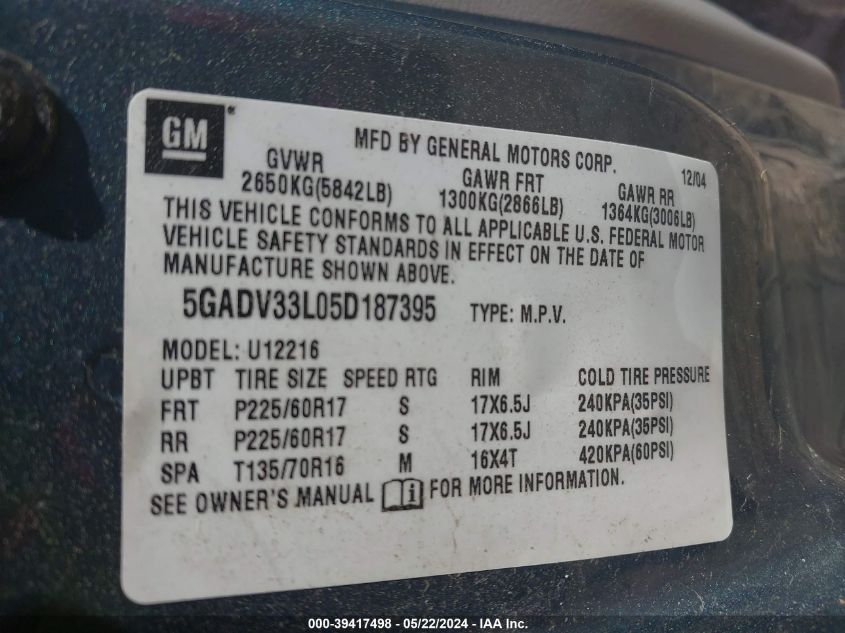 GM
MFD BY GENERAL MOTORS CORP. 12/04
GVWR GAWR FRT GAWR RR
2650KG(5842LB) 1300KG(2866LB) 1364KG(3006LB)
THIS VEHICLE CONFORMS TO ALL APPLICABLE U.S. FEDERAL MOTOR
VEHICLE SAFETY STANDARDS IN EFFECT ON THE DATE OF
MANUFACTURE SHOWN ABOVE.
5GADV33L05D187395 TYPE: M.P.V.
MODEL: U12216
UPBT TIRE SIZE SPEED RTG RIM COLD TIRE PRESSURE
FRT P225/60R17 S 17X6.5J 240KPA(35PSI)
RR P225/60R17 S 17X6.5J 240KPA(35PSI)
SPA T135/70R16 M 16X4T 420KPA(60PSI)
SEE OWNER'S MANUAL i FOR MORE INFORMATION.
000-39417498 - 05/22/2024 - IAA, Inc.